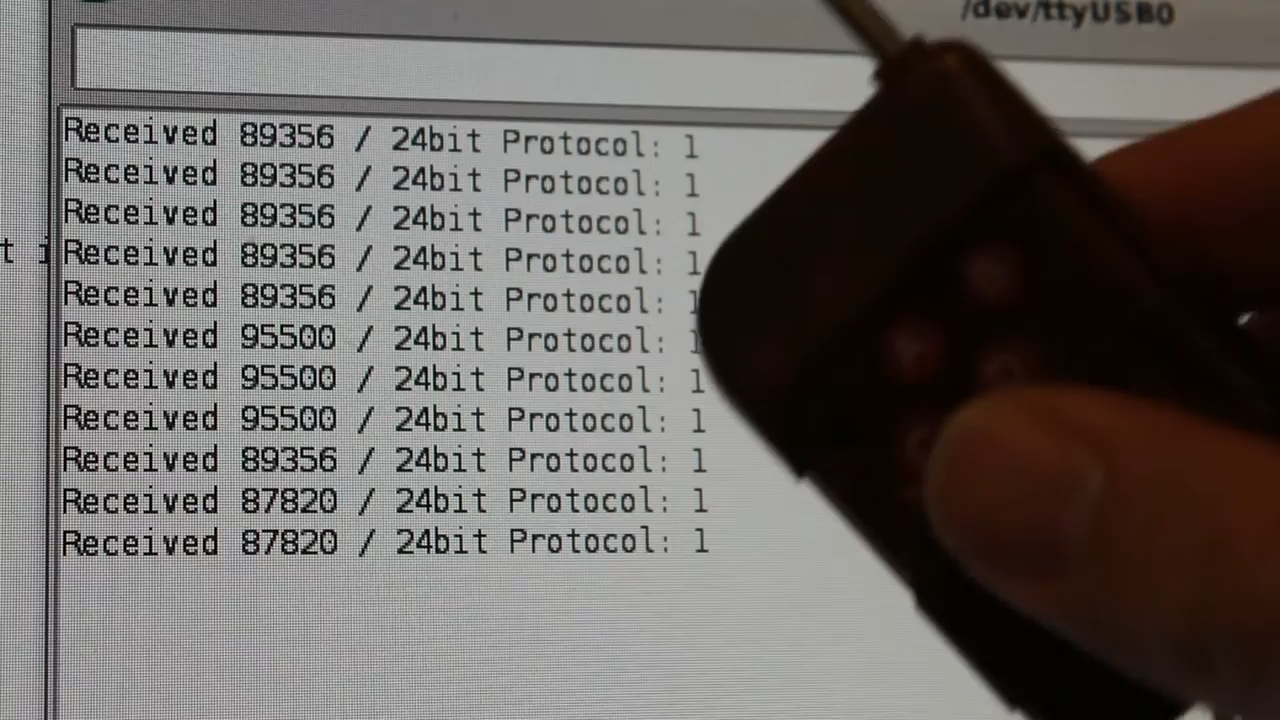 /dev/ttyUSB0
Received 89356 / 24bit Protocol: 1
Received 89356 / 24bit Protocol: 1
Received 89356 / 24bit Protocol: 1
Received 89356 / 24bit Protocol: 1
t i
Received 89356 / 24bit Protocol: 1
Received 95500 / 24bit Protocol: 1
Received 95500 / 24bit Protocol: 1
Received 95500 / 24bit Protocol: 1
Received 89356 / 24bit Protocol: 1
Received 87820 / 24bit Protocol: 1
Received 87820 / 24bit Protocol: 1